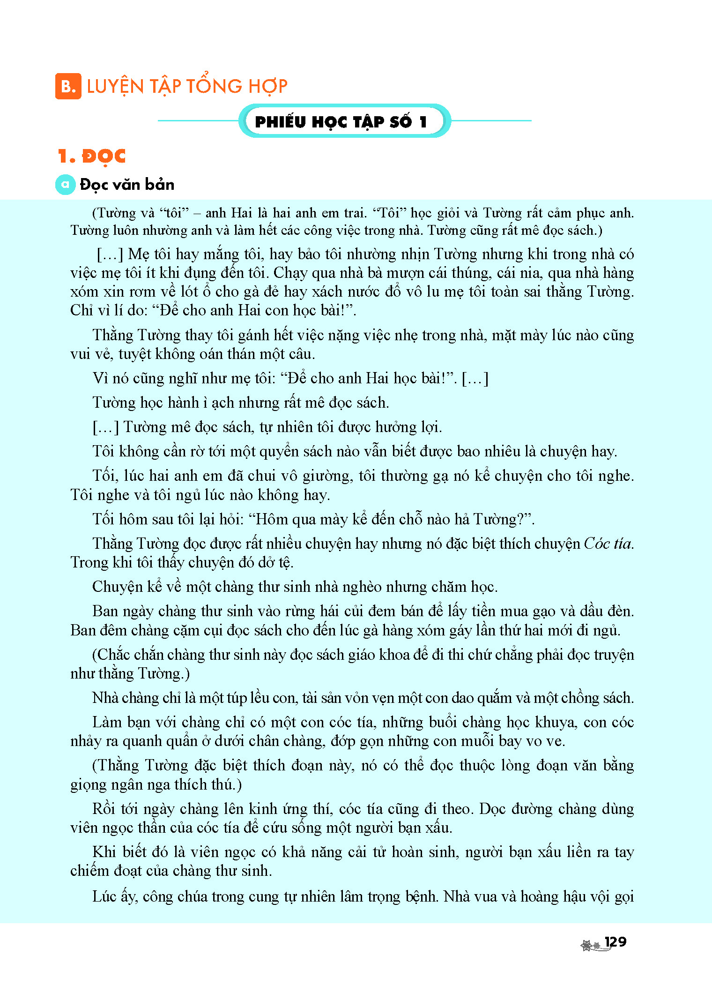 B. LUYỆN TẬP TỔNG HỢP
PHIẾU HỌC TẬP SỐ 1
1. ĐỌC
a Đọc văn bản
(Tường và “tôi” – anh Hai là hai anh em trai. “Tôi” học giỏi và Tường rất cảm phục anh.
Tường luôn nhường anh và làm hết các công việc trong nhà. Tường cũng rất mê đọc sách.)
[…] Mẹ tôi hay mắng tôi, hay bảo tôi nhường nhịn Tường nhưng khi trong nhà có
việc mẹ tôi ít khi đụng đến tôi. Chạy qua nhà bà mượn cái thúng, cái nia, qua nhà hàng
xóm xin rơm về lót ổ cho gà đẻ hay xách nước đổ vô lu mẹ tôi toàn sai thằng Tường.
Chỉ vì lí do: “Để cho anh Hai con học bài!”.
Thằng Tường thay tôi gánh hết việc nặng việc nhẹ trong nhà, mặt mày lúc nào cũng
vui vẻ, tuyệt không oán thán một câu.
Vì nó cũng nghĩ như mẹ tôi: “Để cho anh Hai học bài!”. […]
Tường học hành ì ạch nhưng rất mê đọc sách.
[…] Tường mê đọc sách, tự nhiên tôi được hưởng lợi.
Tôi không cần rờ tới một quyển sách nào vẫn biết được bao nhiêu là chuyện hay.
Tối, lúc hai anh em đã chui vô giường, tôi thường gạ nó kể chuyện cho tôi nghe.
Tôi nghe và tôi ngủ lúc nào không hay.
Tối hôm sau tôi lại hỏi: “Hôm qua mày kể đến chỗ nào hả Tường?”.
Thằng Tường đọc được rất nhiều chuyện hay nhưng nó đặc biệt thích chuyện Cóc tía.
Trong khi tôi thấy chuyện đó dở tệ.
Chuyện kể về một chàng thư sinh nhà nghèo nhưng chăm học.
Ban ngày chàng thư sinh vào rừng hái củi đem bán để lấy tiền mua gạo và dầu đèn.
Ban đêm chàng cặm cụi đọc sách cho đến lúc gà hàng xóm gáy lần thứ hai mới đi ngủ.
(Chắc chắn chàng thư sinh này đọc sách giáo khoa để đi thi chứ chẳng phải đọc truyện
như thằng Tường.)
Nhà chàng chỉ là một túp lều con, tài sản vỏn vẹn một con dao quắm và một chồng sách.
Làm bạn với chàng chỉ có một con cóc tía, những buổi chàng học khuya, con cóc
nhảy ra quanh quẩn ở dưới chân chàng, đớp gọn những con muỗi bay vo ve.
(Thằng Tường đặc biệt thích đoạn này, nó có thể đọc thuộc lòng đoạn văn bằng
giọng ngân nga thích thú.)
Rồi tới ngày chàng lên kinh ứng thí, cóc tía cũng đi theo. Dọc đường chàng dùng
viên ngọc thần của cóc tía để cứu sống một người bạn xấu.
Khi biết đó là viên ngọc có khả năng cải tử hoàn sinh, người bạn xấu liền ra tay
chiếm đoạt của chàng thư sinh.
Lúc ấy, công chúa trong cung tự nhiên lâm trọng bệnh. Nhà vua và hoàng hậu vội gọi
129